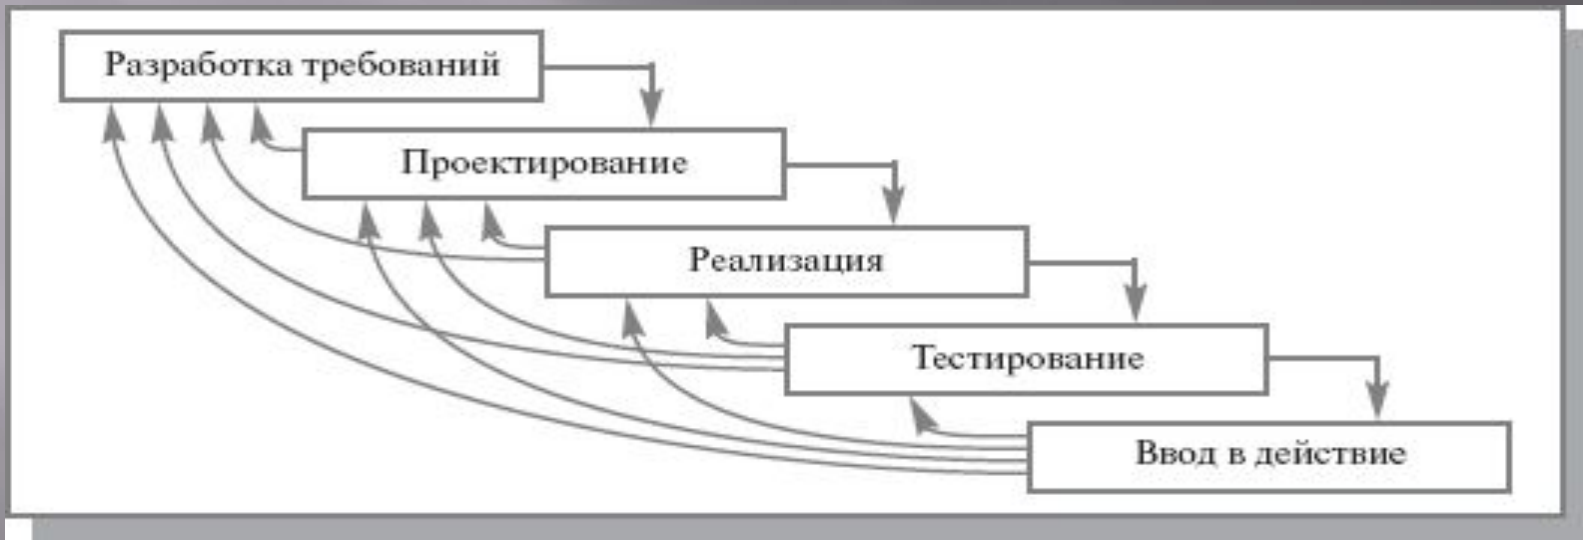 Разработка требований
Проектирование
Реализация
Тестирование
Ввод в действие